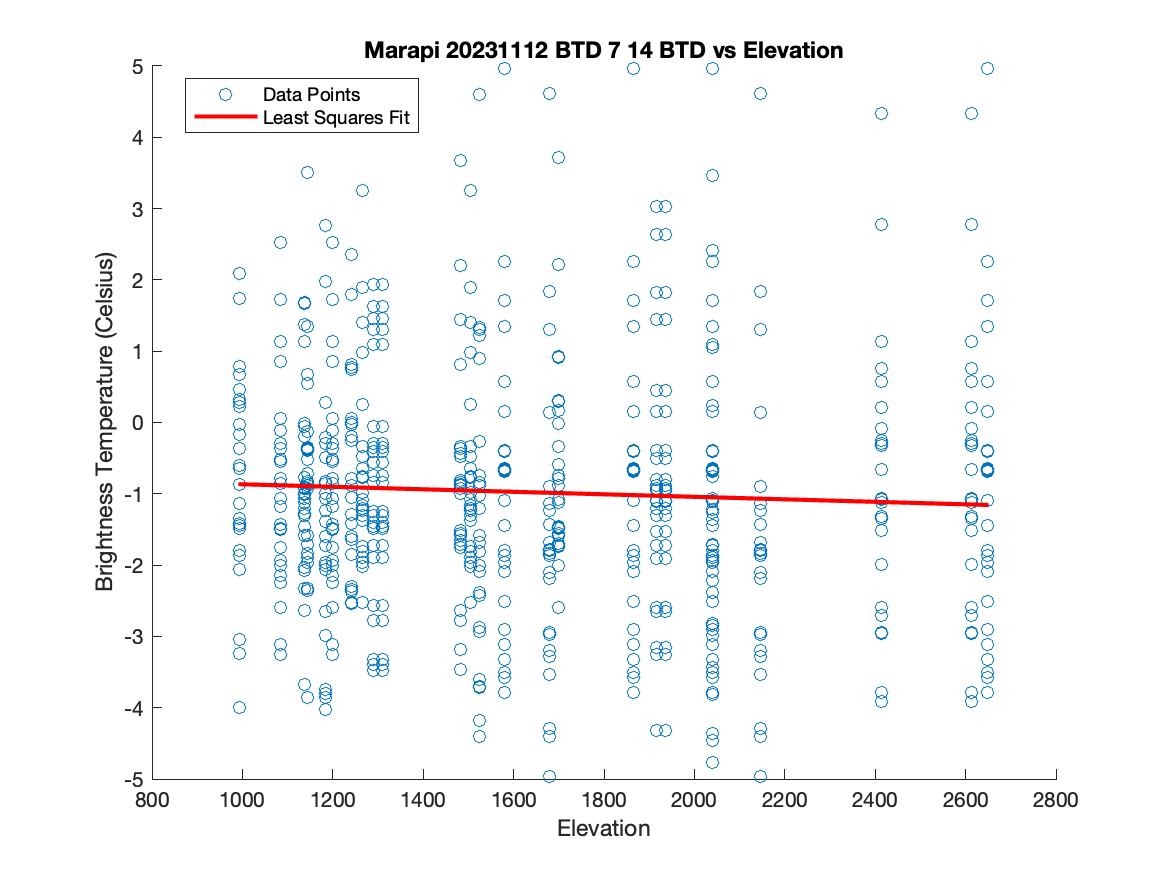 Marapi 20231112 BTD 7 14 BTD vs Elevation
Data Points
Least Squares Fit
Brightness Temperature (Celsius)
5
4
3
2
1
0
-1
-2
-3
-4
-5
800 1000 1200 1400 1600 1800 2000 2200 2400 2600 2800
Elevation